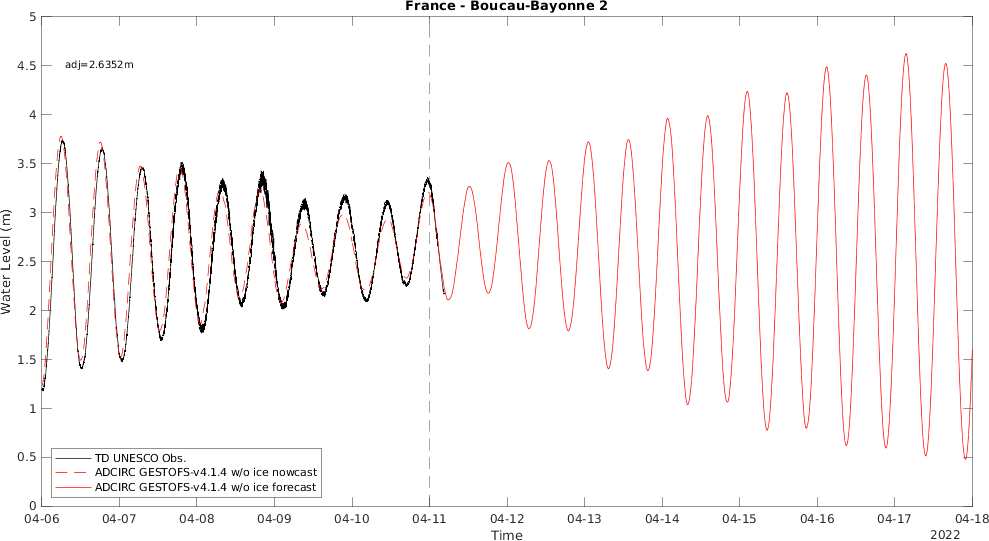 France - Boucau-Bayonne 2
adj=2.6352m
Water Level (m)
5
4.5
4
3.5
3
2.5
2
1.5
1
0.5
0
TD UNESCO Obs.
ADCIRC GESTOFS-v4.1.4 w/o ice nowcast
ADCIRC GESTOFS-v4.1.4 w/o ice forecast
04-06 04-07 04-08 04-09 04-10 04-11 04-12 04-13 04-14 04-15 04-16 04-17 04-18
Time
2022